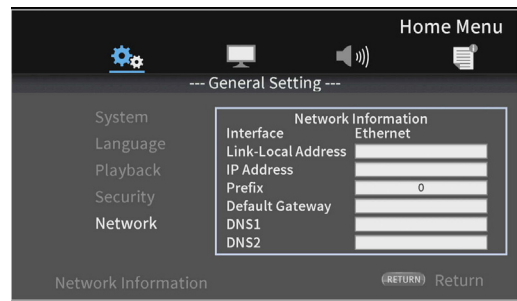 Home Menu
--- General Setting ---
System
Language
Playback
Security
Network
Network Information
Interface Ethernet
Link-Local Address
IP Address
Prefix 0
Default Gateway
DNS1
DNS2
Network Information
RETURN Return